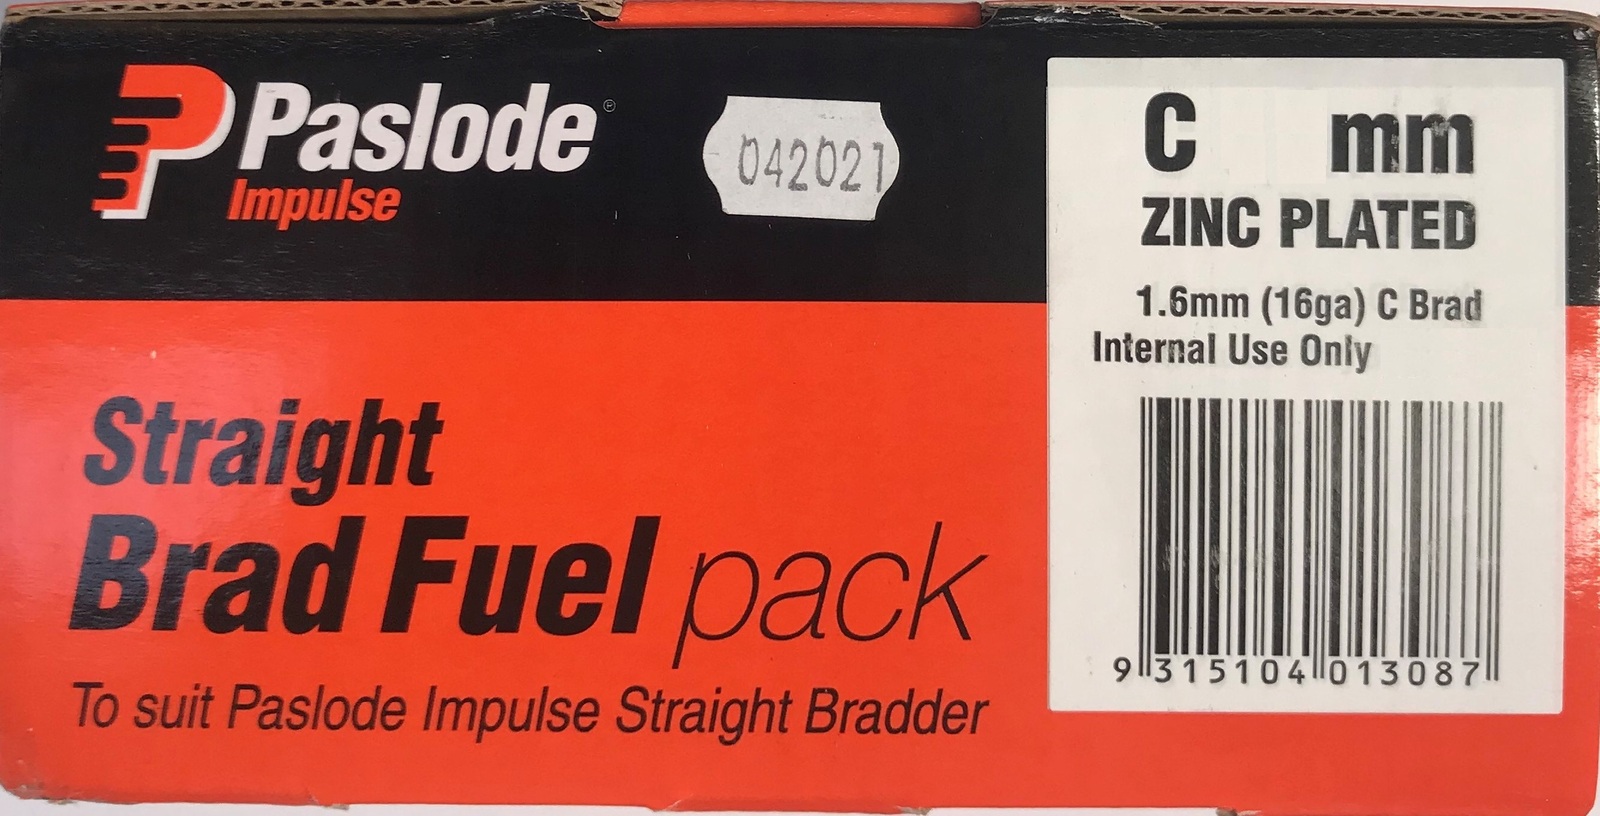 Paslode
Impulse
042021
C mm
ZINC PLATED
1.6mm (16ga) C Brad
Internal Use Only
Straight
Brad Fuel pack
To suit Paslode Impulse Straight Bradder
9 315104 013087